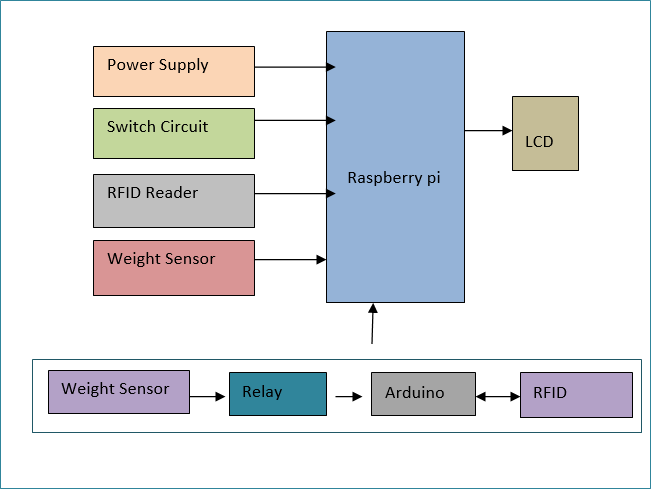 Power Supply
Switch Circuit
RFID Reader
Weight Sensor
Raspberry pi
LCD
Weight Sensor
Relay
Arduino
RFID